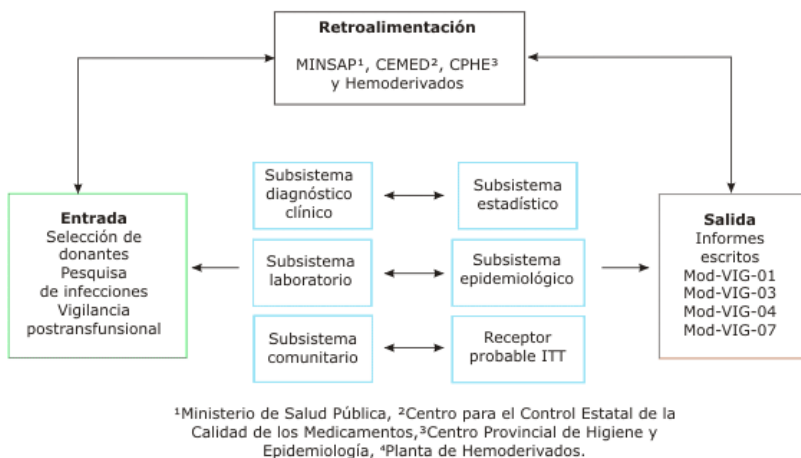 Retroalimentación
MINSAP¹, CEMED², CPHE³
y Hemoderivados
Entrada
Selección de
donantes
Pesquisa
de infecciones
Vigilancia
postransfunsional
Subsistema
diagnóstico
clínico
Subsistema
estadístico
Subsistema
laboratorio
Subsistema
epidemiológico
Subsistema
comunitario
Receptor
probable ITT
Salida
Informes
escritos
Mod-VIG-01
Mod-VIG-03
Mod-VIG-04
Mod-VIG-07
¹Ministerio de Salud Pública, ²Centro para el Control Estatal de la
Calidad de los Medicamentos,³Centro Provincial de Higiene y
Epidemiología, ⁴Planta de Hemoderivados.